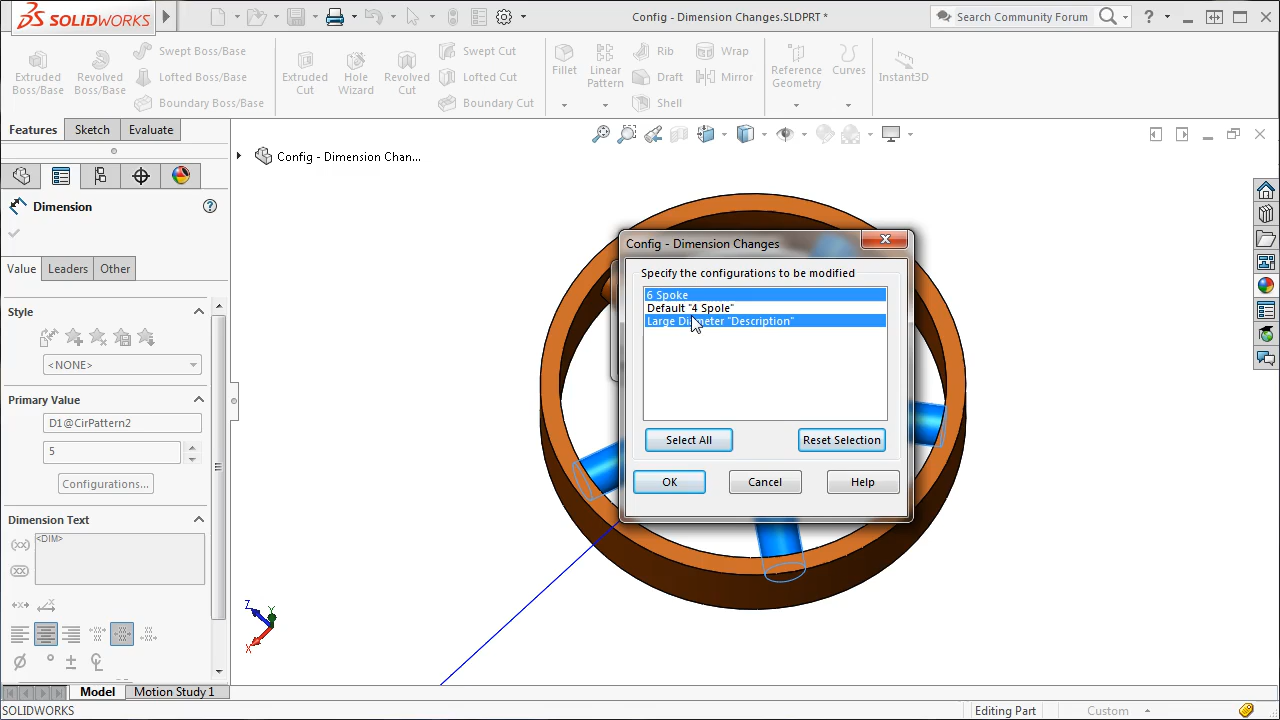 SOLIDWORKS
Config - Dimension Changes.SLDPRT *
Search Community Forum
Extruded Boss/Base
Revolved Boss/Base
Swept Boss/Base
Lofted Boss/Base
Boundary Boss/Base
Extruded Cut
Hole Wizard
Revolved Cut
Swept Cut
Lofted Cut
Boundary Cut
Fillet
Linear Pattern
Rib
Draft
Shell
Wrap
Mirror
Reference Geometry
Curves
Instant3D
Features
Sketch
Evaluate
Config - Dimension Chan...
Dimension
Value
Leaders
Other
Style
<NONE>
Primary Value
D1@CirPattern2
5
Configurations...
Dimension Text
<DIM>
Config - Dimension Changes
Specify the configurations to be modified
6 Spoke
Default "4 Spole"
Large Diameter "Description"
Select All
Reset Selection
OK
Cancel
Help
Z
Y
X
Model
Motion Study 1
SOLIDWORKS
Editing Part
Custom